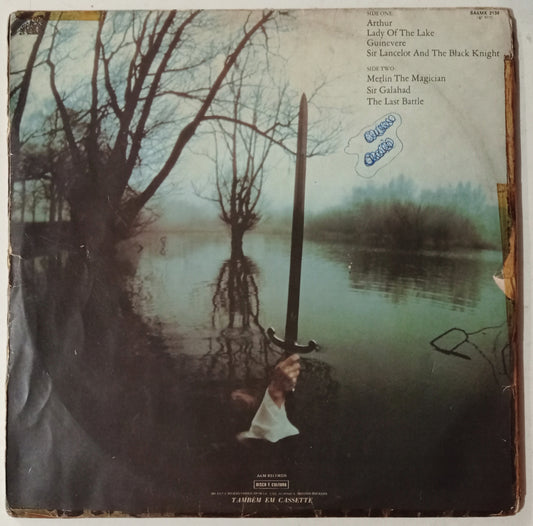 SIDE ONE:
Arthur
Lady Of The Lake
Guinevere
Sir Lancelot And The Black Knight
SIDE TWO:
Merlin The Magician
Sir Galahad
The Last Battle
A&M RECORDS
DISCO É CULTURA
TAMBÉM EM CASSETTE